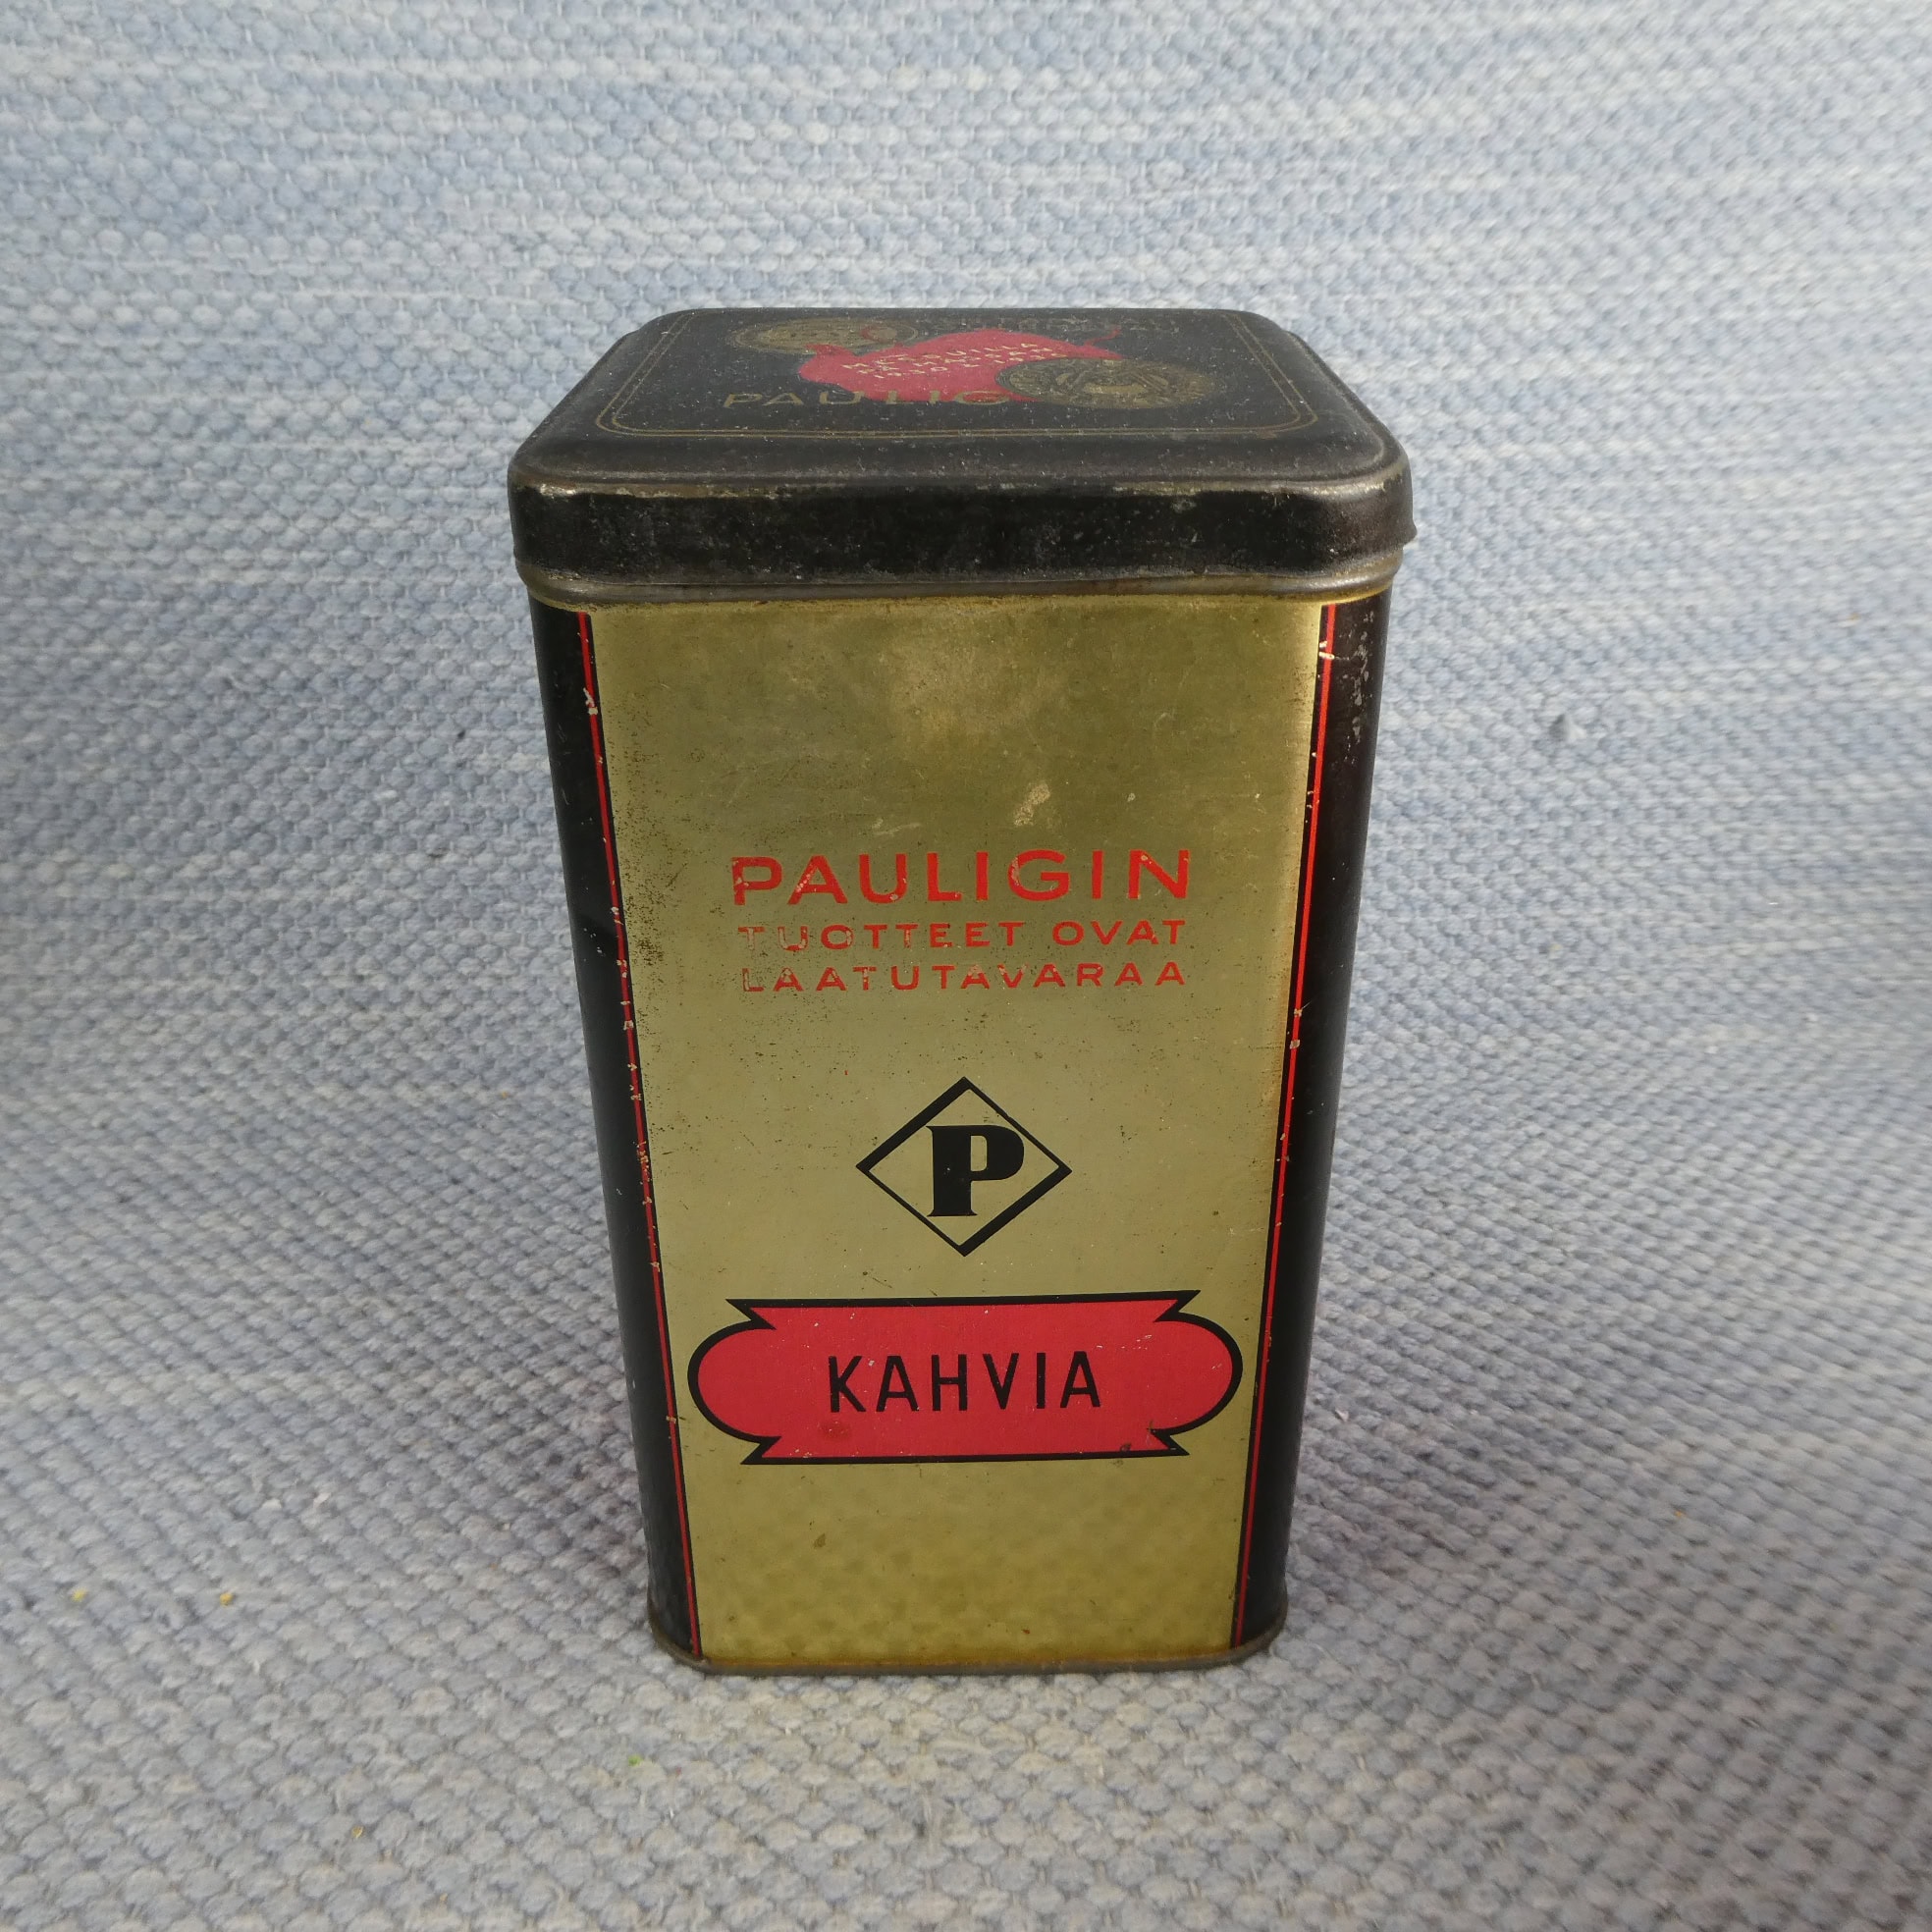 PAULIG
PAULIGIN
TUOTTEET OVAT
LAATUTAVARAA
P
KAHVIA